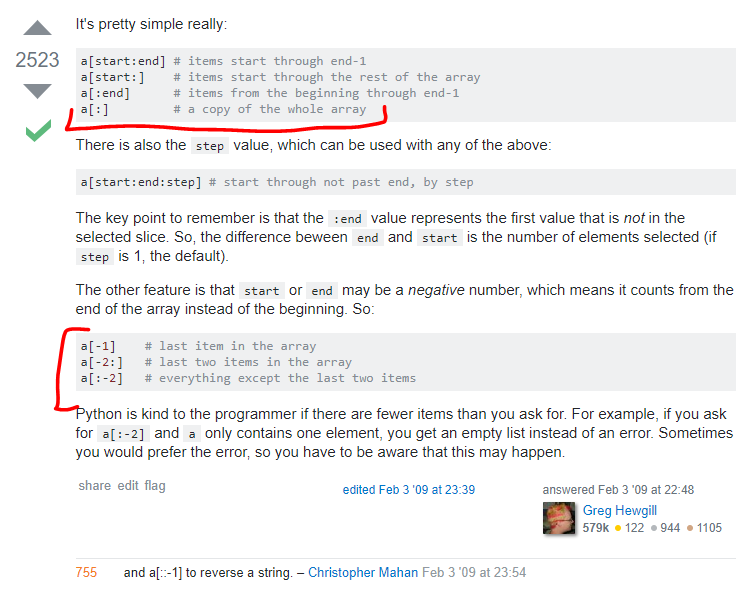 It's pretty simple really:
2523
a[start:end] # items start through end-1
a[start:]    # items start through the rest of the array
a[:end]      # items from the beginning through end-1
a[:]         # a copy of the whole array
There is also the step value, which can be used with any of the above:
a[start:end:step] # start through not past end, by step
The key point to remember is that the :end value represents the first value that is not in the
selected slice. So, the difference beween end and start is the number of elements selected (if
step is 1, the default).
The other feature is that start or end may be a negative number, which means it counts from the
end of the array instead of the beginning. So:
a[-1]    # last item in the array
a[-2:]   # last two items in the array
a[:-2]   # everything except the last two items
Python is kind to the programmer if there are fewer items than you ask for. For example, if you ask
for a[:-2] and a only contains one element, you get an empty list instead of an error. Sometimes
you would prefer the error, so you have to be aware that this may happen.
share edit flag
edited Feb 3 '09 at 23:39
answered Feb 3 '09 at 22:48
Greg Hewgill
579k 122 944 1105
755 and a[::-1] to reverse a string. – Christopher Mahan Feb 3 '09 at 23:54